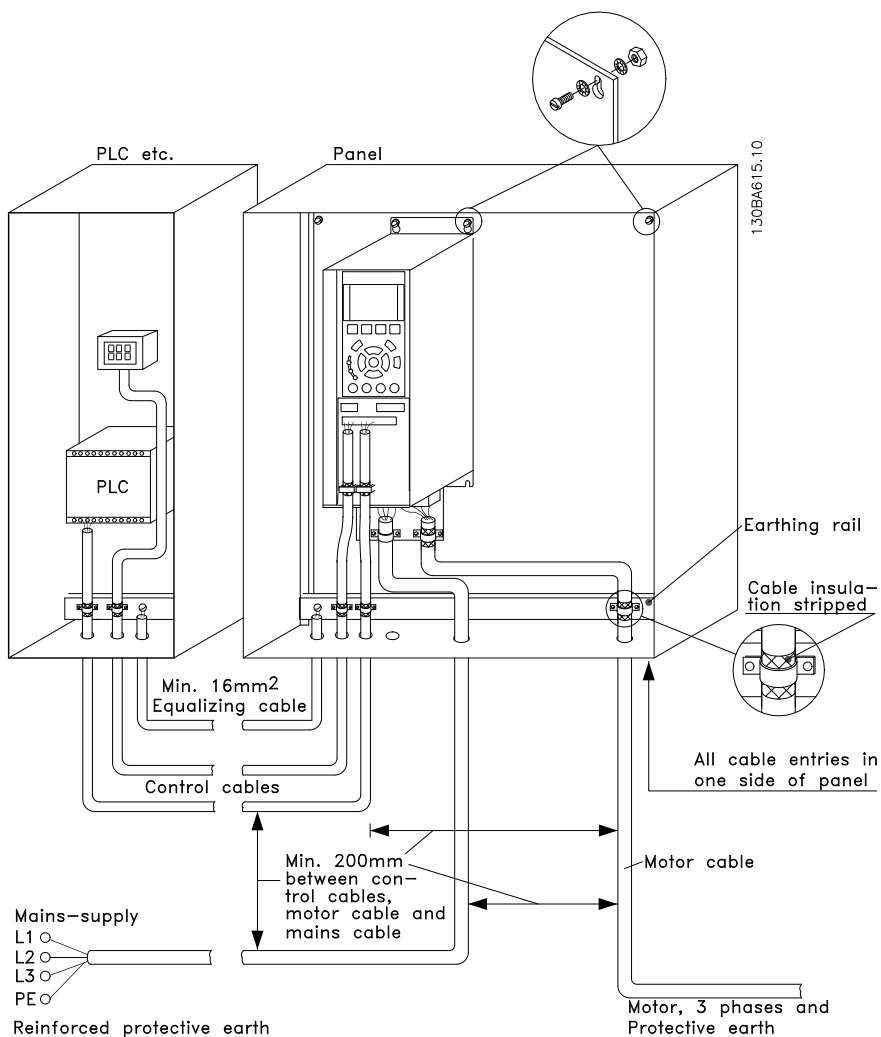 PLC etc.
Panel
130BA615.10
PLC
Earthing rail
Cable insula-
tion stripped
Min. 16mm2
Equalizing cable
All cable entries in
one side of panel
Control cables
Min. 200mm
between con-
trol cables,
motor cable and
mains cable
Motor cable
Mains-supply
L1
L2
L3
PE
Reinforced protective earth
Motor, 3 phases and
Protective earth